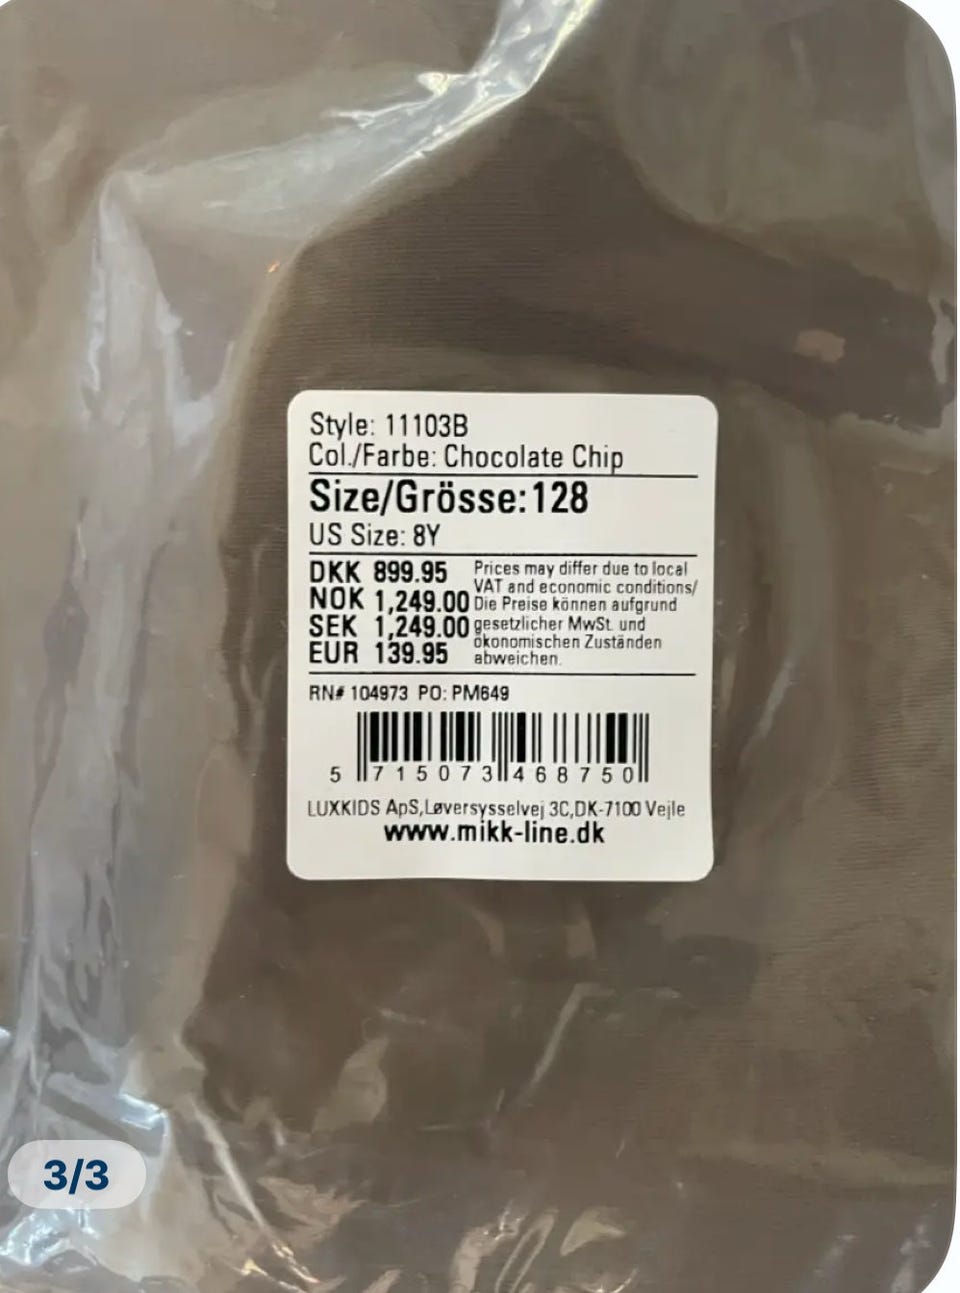 Style: 11103B
Col./Farbe: Chocolate Chip
Size/Grösse:128
US Size: 8Y
DKK 899.95
NOK 1,249.00
SEK 1,249.00
EUR 139.95
Prices may differ due to local
VAT and economic conditions/
Die Preise können aufgrund
gesetzlicher MwSt. und
ökonomischen Zuständen
abweichen.
RN# 104973 PO: PM649
5 715073 468750
LUXKIDS ApS,Løversysselvej 3C,DK-7100 Vejle
www.mikk-line.dk
3/3